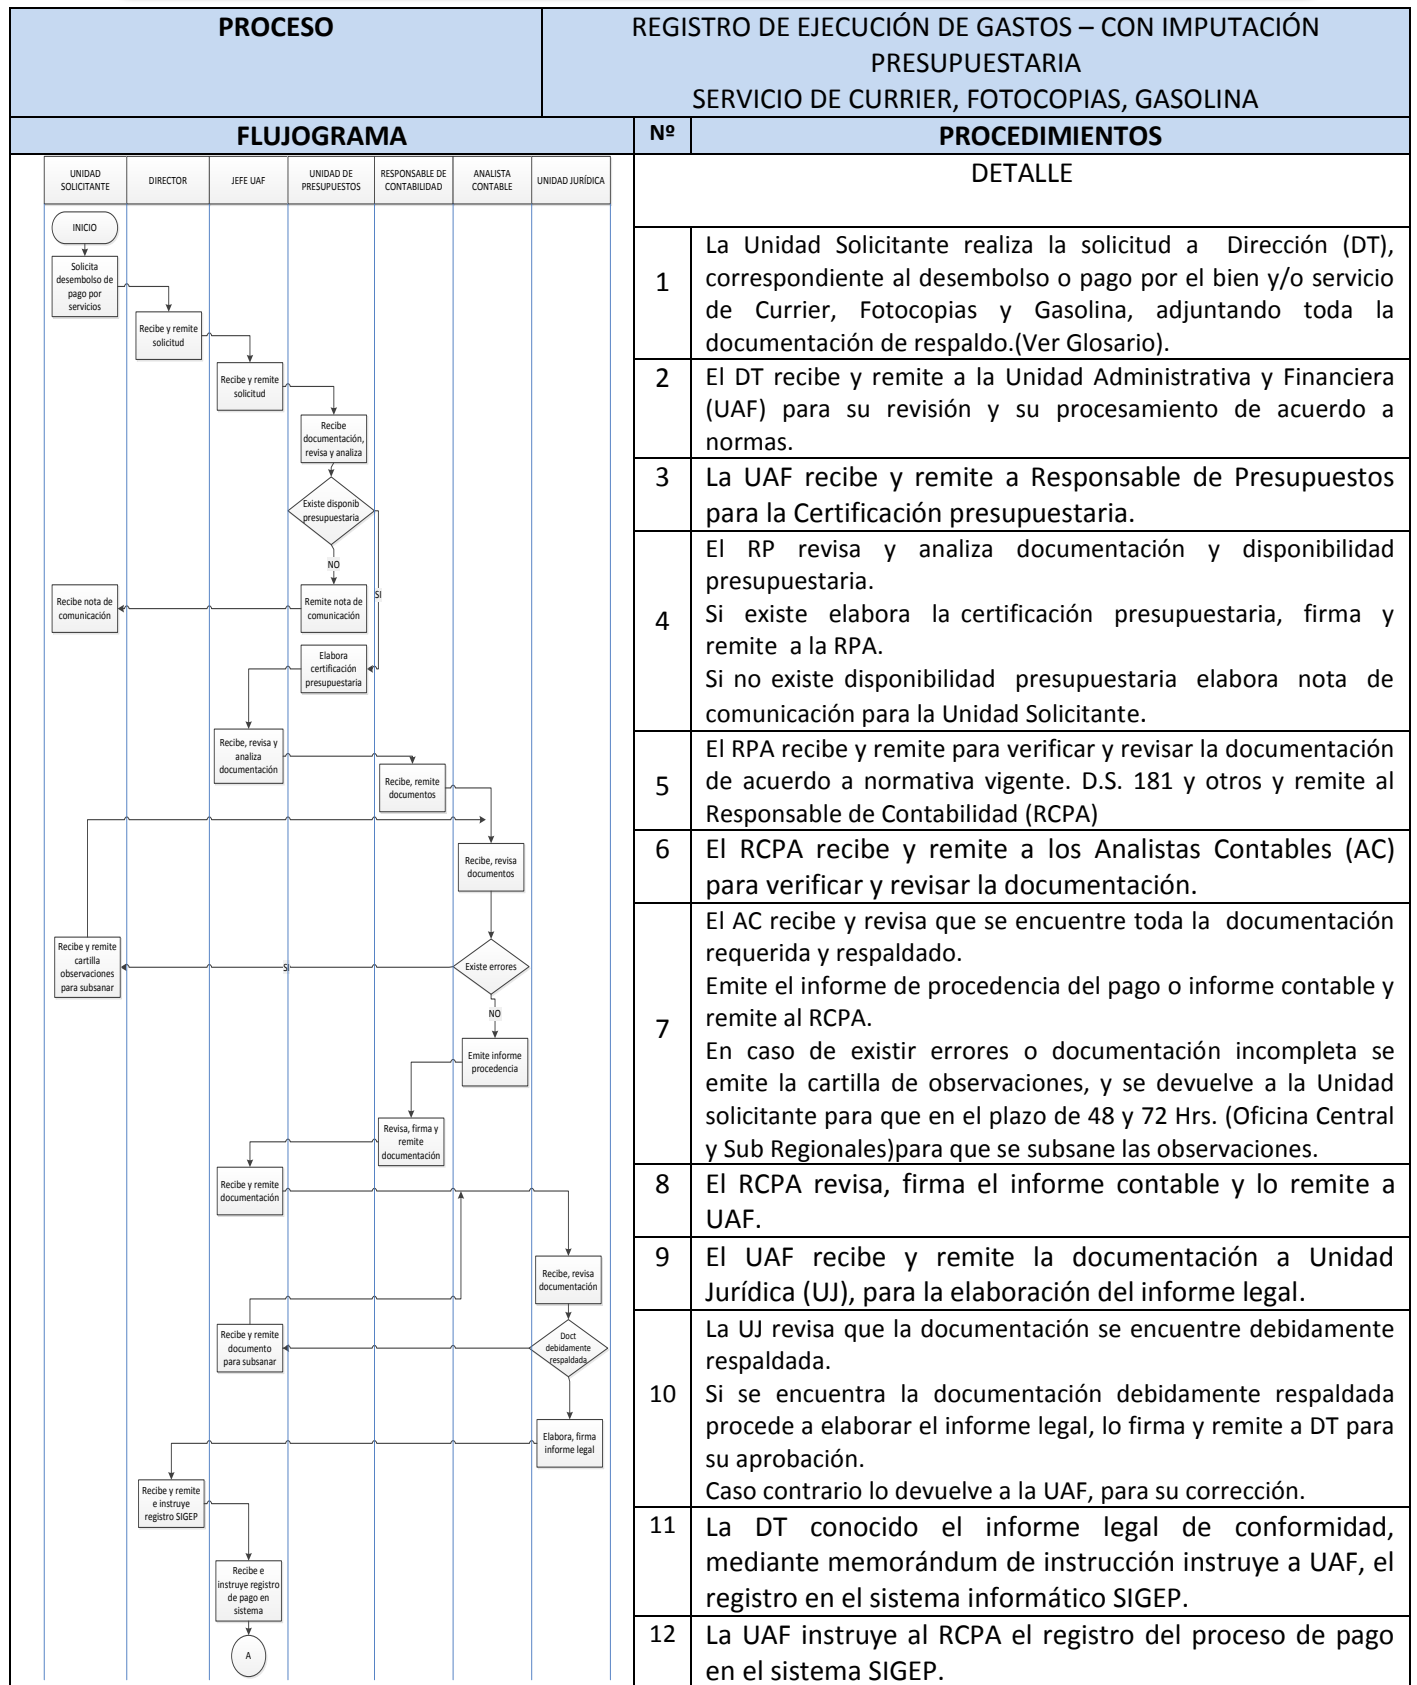 PROCESO
REGISTRO DE EJECUCIÓN DE GASTOS – CON IMPUTACIÓN
PRESUPUESTARIA
SERVICIO DE CURRIER, FOTOCOPIAS, GASOLINA
FLUJOGRAMA
Nº
PROCEDIMIENTOS
UNIDAD
SOLICITANTE
DIRECTOR
JEFE UAF
UNIDAD DE
PRESUPUESTOS
RESPONSABLE DE
CONTABILIDAD
ANALISTA
CONTABLE
UNIDAD JURÍDICA
INICIO
Solicita
desembolso de
pago por
servicios
Recibe y remite
solicitud
Recibe y remite
solicitud
Recibe
documentación,
revisa y analiza
Existe disponib
presupuestaria
NO
SI
Recibe nota de
comunicación
Remite nota de
comunicación
Elabora
certificación
presupuestaria
Recibe, revisa y
analiza
documentación
Recibe, remite
documentos
Recibe, revisa
documentos
Recibe y remite
cartilla
observaciones
para subsanar
SI
Existe errores
NO
Emite informe
procedencia
Revisa, firma y
remite
documentación
Recibe y remite
documentación
Recibe, revisa
documentación
Recibe y remite
documento
para subsanar
Doct
debidamente
respaldada
Elabora, firma
informe legal
Recibe y remite
e instruye
registro SIGEP
Recibe e
instruye registro
de pago en
sistema
A
DETALLE
1
La Unidad Solicitante realiza la solicitud a Dirección (DT),
correspondiente al desembolso o pago por el bien y/o servicio
de Currier, Fotocopias y Gasolina, adjuntando toda la
documentación de respaldo.(Ver Glosario).
2
El DT recibe y remite a la Unidad Administrativa y Financiera
(UAF) para su revisión y su procesamiento de acuerdo a
normas.
3
La UAF recibe y remite a Responsable de Presupuestos
para la Certificación presupuestaria.
4
El RP revisa y analiza documentación y disponibilidad
presupuestaria.
Si existe elabora la certificación presupuestaria, firma y
remite a la RPA.
Si no existe disponibilidad presupuestaria elabora nota de
comunicación para la Unidad Solicitante.
5
El RPA recibe y remite para verificar y revisar la documentación
de acuerdo a normativa vigente. D.S. 181 y otros y remite al
Responsable de Contabilidad (RCPA)
6
El RCPA recibe y remite a los Analistas Contables (AC)
para verificar y revisar la documentación.
7
El AC recibe y revisa que se encuentre toda la documentación
requerida y respaldado.
Emite el informe de procedencia del pago o informe contable y
remite al RCPA.
En caso de existir errores o documentación incompleta se
emite la cartilla de observaciones, y se devuelve a la Unidad
solicitante para que en el plazo de 48 y 72 Hrs. (Oficina Central
y Sub Regionales)para que se subsane las observaciones.
8
El RCPA revisa, firma el informe contable y lo remite a
UAF.
9
El UAF recibe y remite la documentación a Unidad
Jurídica (UJ), para la elaboración del informe legal.
10
La UJ revisa que la documentación se encuentre debidamente
respaldada.
Si se encuentra la documentación debidamente respaldada
procede a elaborar el informe legal, lo firma y remite a DT para
su aprobación.
Caso contrario lo devuelve a la UAF, para su corrección.
11
La DT conocido el informe legal de conformidad,
mediante memorándum de instrucción instruye a UAF, el
registro en el sistema informático SIGEP.
12
La UAF instruye al RCPA el registro del proceso de pago
en el sistema SIGEP.